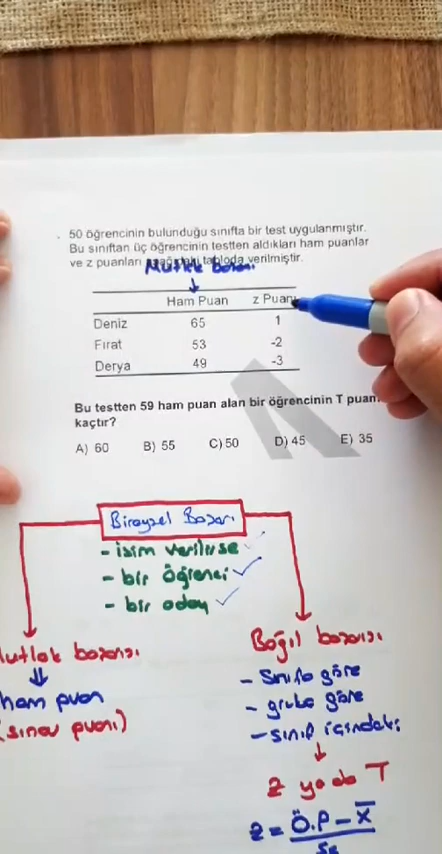 50 öğrencinin bulunduğu sınıfta bir test uygulanmıştır.
Bu sınıftan üç öğrencinin testten aldıkları ham puanlar
ve z puanları tabloda verilmiştir.
Mutlak Başarı
Ham Puan z Puanı
Deniz 65 1
Fırat 53 -2
Derya 49 -3
Bu testten 59 ham puan alan bir öğrencinin T puanı
kaçtır?
A) 60 B) 55 C) 50 D) 45 E) 35
Bireysel Başarı
- isim verilirse
- bir öğrenci
- bir aday
Mutlak başarısı
ham puan
(sınav puanı)
Bağıl başarısı
- sınıfa göre
- gruba göre
- sınıf içindeki
z ya da T
z = Ö.P - X̄